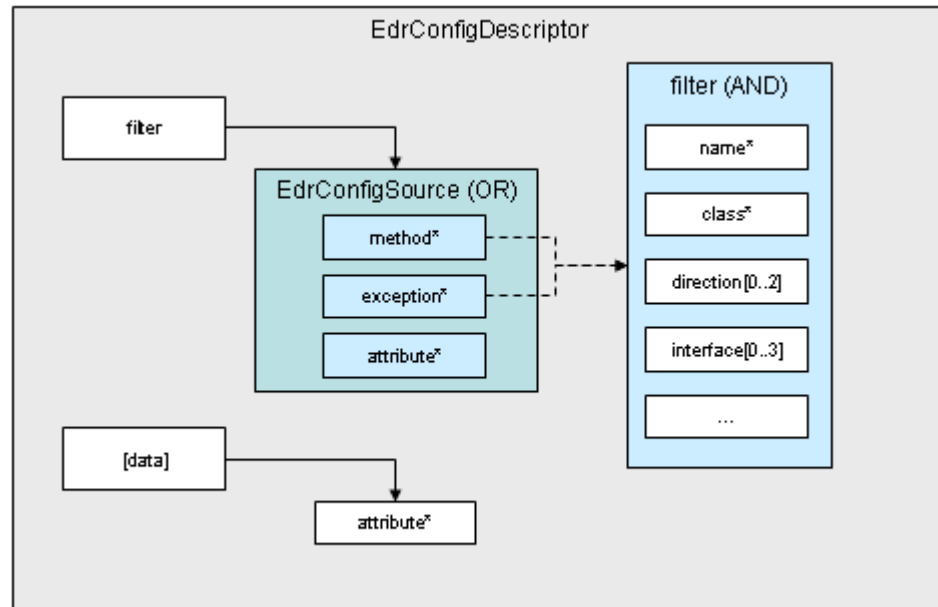 EdrConfigDescriptor
filter
EdrConfigSource (OR)
method*
exception*
attribute*
filter (AND)
name*
class*
direction[0..2]
interface[0..3]
...
[data]
attribute*